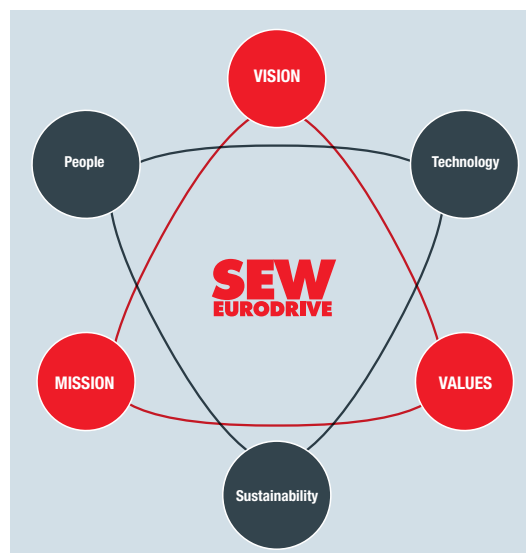 VISION
People
Technology
SEW
EURODRIVE
MISSION
VALUES
Sustainability